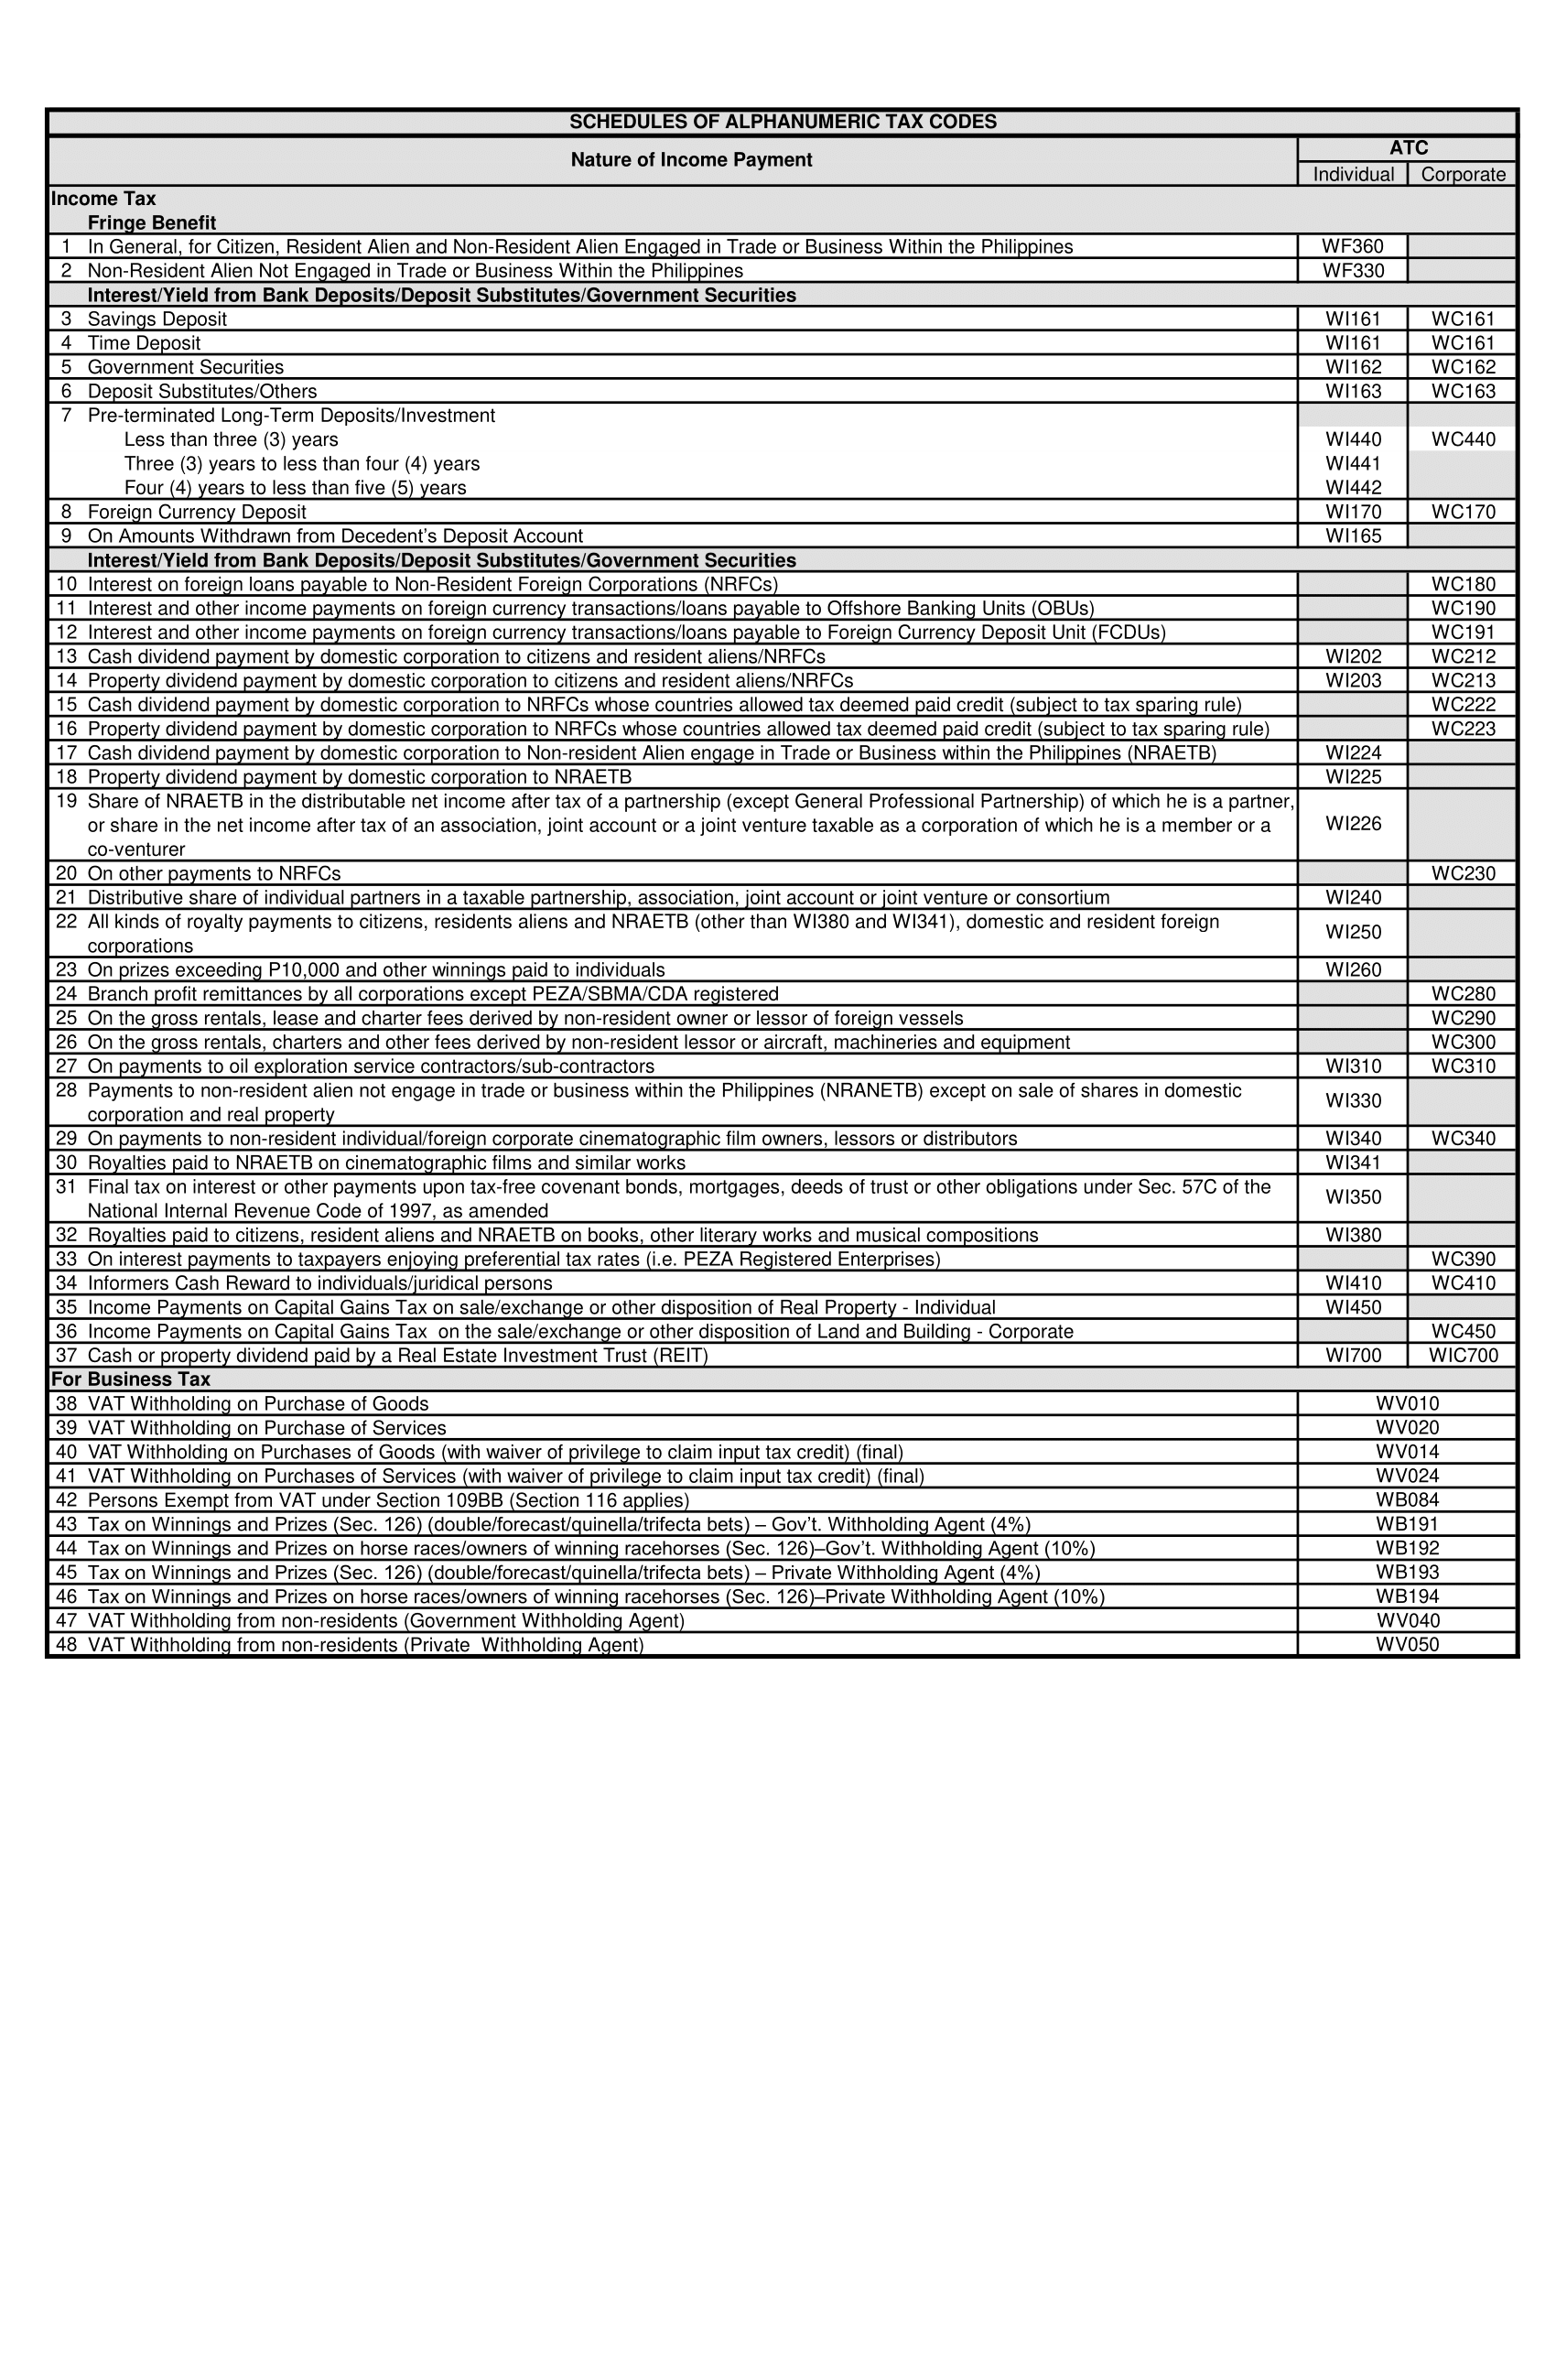 SCHEDULES OF ALPHANUMERIC TAX CODES
Nature of Income Payment
ATC
Individual Corporate
Income Tax
Fringe Benefit
1 In General, for Citizen, Resident Alien and Non-Resident Alien Engaged in Trade or Business Within the Philippines WF360
2 Non-Resident Alien Not Engaged in Trade or Business Within the Philippines WF330
Interest/Yield from Bank Deposits/Deposit Substitutes/Government Securities
3 Savings Deposit WI161 WC161
4 Time Deposit WI161 WC161
5 Government Securities WI162 WC162
6 Deposit Substitutes/Others WI163 WC163
7 Pre-terminated Long-Term Deposits/Investment
Less than three (3) years WI440 WC440
Three (3) years to less than four (4) years WI441
Four (4) years to less than five (5) years WI442
8 Foreign Currency Deposit WI170 WC170
9 On Amounts Withdrawn from Decedent’s Deposit Account WI165
Interest/Yield from Bank Deposits/Deposit Substitutes/Government Securities
10 Interest on foreign loans payable to Non-Resident Foreign Corporations (NRFCs) WC180
11 Interest and other income payments on foreign currency transactions/loans payable to Offshore Banking Units (OBUs) WC190
12 Interest and other income payments on foreign currency transactions/loans payable to Foreign Currency Deposit Unit (FCDUs) WC191
13 Cash dividend payment by domestic corporation to citizens and resident aliens/NRFCs WI202 WC212
14 Property dividend payment by domestic corporation to citizens and resident aliens/NRFCs WI203 WC213
15 Cash dividend payment by domestic corporation to NRFCs whose countries allowed tax deemed paid credit (subject to tax sparing rule) WC222
16 Property dividend payment by domestic corporation to NRFCs whose countries allowed tax deemed paid credit (subject to tax sparing rule) WC223
17 Cash dividend payment by domestic corporation to Non-resident Alien engage in Trade or Business within the Philippines (NRAETB) WI224
18 Property dividend payment by domestic corporation to NRAETB WI225
19 Share of NRAETB in the distributable net income after tax of a partnership (except General Professional Partnership) of which he is a partner,
or share in the net income after tax of an association, joint account or a joint venture taxable as a corporation of which he is a member or a WI226
co-venturer
20 On other payments to NRFCs WC230
21 Distributive share of individual partners in a taxable partnership, association, joint account or joint venture or consortium WI240
22 All kinds of royalty payments to citizens, residents aliens and NRAETB (other than WI380 and WI341), domestic and resident foreign WI250
corporations
23 On prizes exceeding P10,000 and other winnings paid to individuals WI260
24 Branch profit remittances by all corporations except PEZA/SBMA/CDA registered WC280
25 On the gross rentals, lease and charter fees derived by non-resident owner or lessor of foreign vessels WC290
26 On the gross rentals, charters and other fees derived by non-resident lessor or aircraft, machineries and equipment WC300
27 On payments to oil exploration service contractors/sub-contractors WI310 WC310
28 Payments to non-resident alien not engage in trade or business within the Philippines (NRANETB) except on sale of shares in domestic WI330
corporation and real property
29 On payments to non-resident individual/foreign corporate cinematographic film owners, lessors or distributors WI340 WC340
30 Royalties paid to NRAETB on cinematographic films and similar works WI341
31 Final tax on interest or other payments upon tax-free covenant bonds, mortgages, deeds of trust or other obligations under Sec. 57C of the WI350
National Internal Revenue Code of 1997, as amended
32 Royalties paid to citizens, resident aliens and NRAETB on books, other literary works and musical compositions WI380
33 On interest payments to taxpayers enjoying preferential tax rates (i.e. PEZA Registered Enterprises) WC390
34 Informers Cash Reward to individuals/juridical persons WI410 WC410
35 Income Payments on Capital Gains Tax on sale/exchange or other disposition of Real Property - Individual WI450
36 Income Payments on Capital Gains Tax on the sale/exchange or other disposition of Land and Building - Corporate WC450
37 Cash or property dividend paid by a Real Estate Investment Trust (REIT) WI700 WIC700
For Business Tax
38 VAT Withholding on Purchase of Goods WV010
39 VAT Withholding on Purchase of Services WV020
40 VAT Withholding on Purchases of Goods (with waiver of privilege to claim input tax credit) (final) WV014
41 VAT Withholding on Purchases of Services (with waiver of privilege to claim input tax credit) (final) WV024
42 Persons Exempt from VAT under Section 109BB (Section 116 applies) WB084
43 Tax on Winnings and Prizes (Sec. 126) (double/forecast/quinella/trifecta bets) – Gov’t. Withholding Agent (4%) WB191
44 Tax on Winnings and Prizes on horse races/owners of winning racehorses (Sec. 126)–Gov’t. Withholding Agent (10%) WB192
45 Tax on Winnings and Prizes (Sec. 126) (double/forecast/quinella/trifecta bets) – Private Withholding Agent (4%) WB193
46 Tax on Winnings and Prizes on horse races/owners of winning racehorses (Sec. 126)–Private Withholding Agent (10%) WB194
47 VAT Withholding from non-residents (Government Withholding Agent) WV040
48 VAT Withholding from non-residents (Private Withholding Agent) WV050